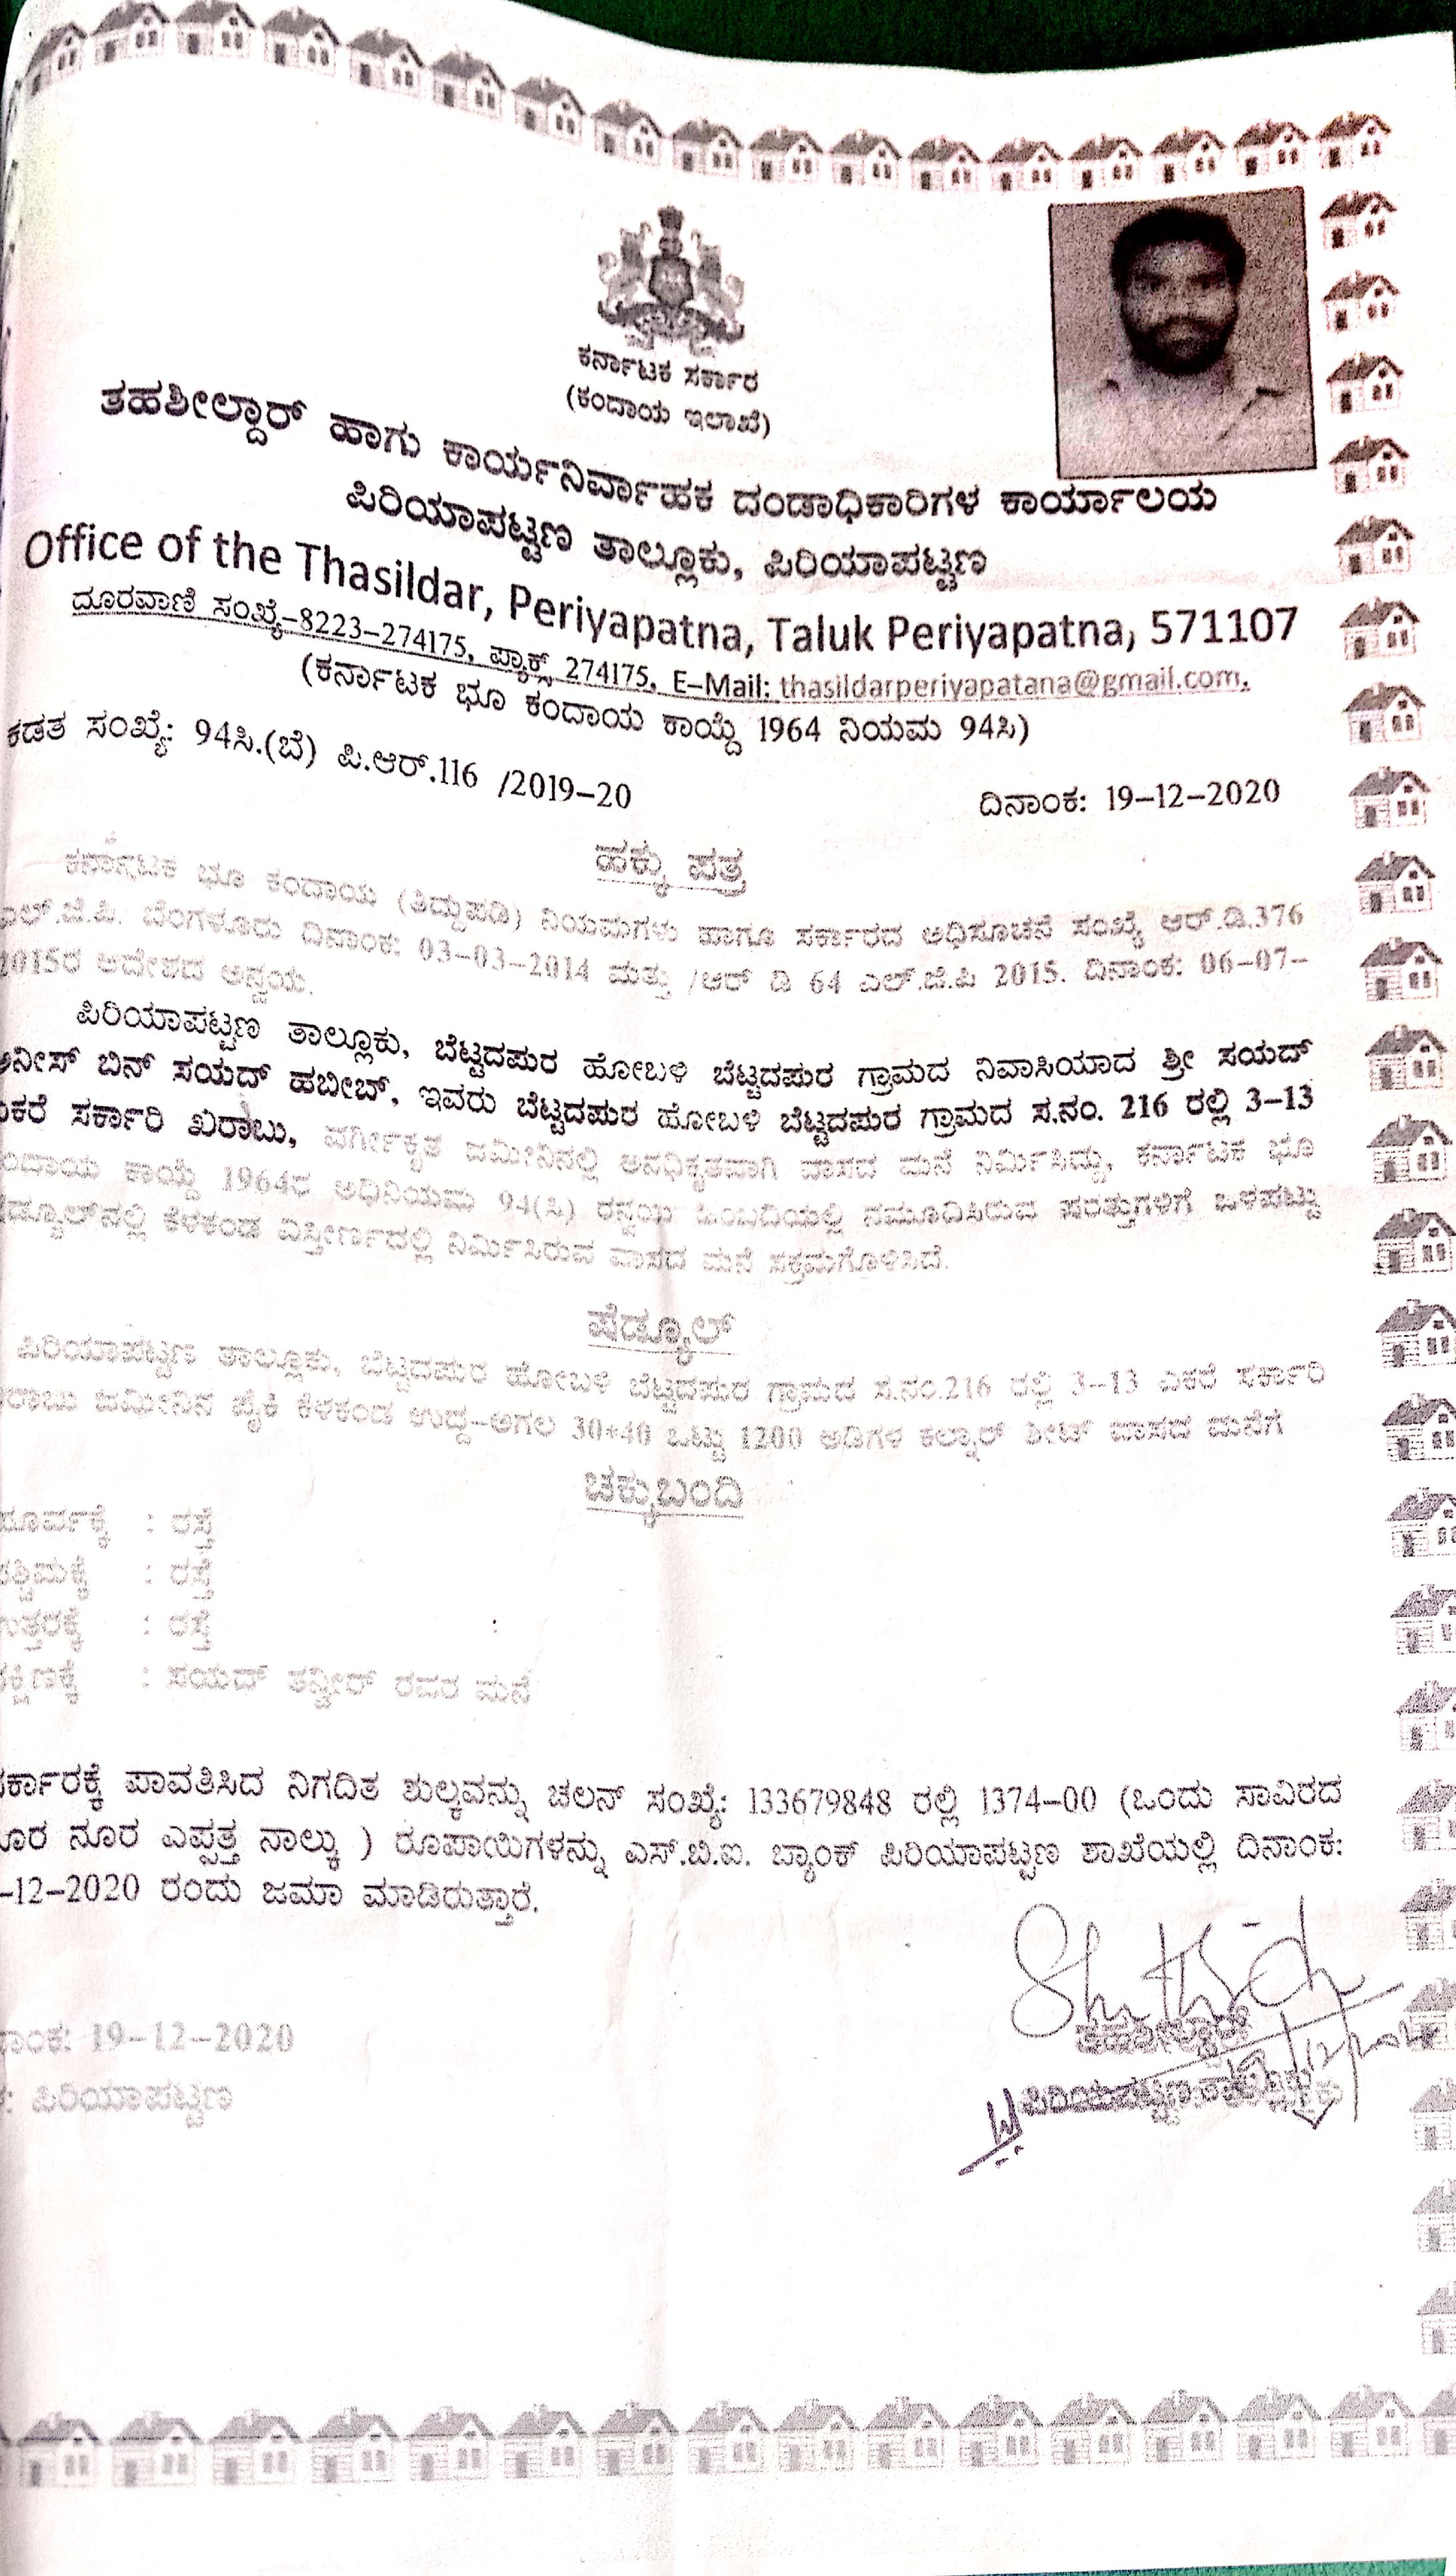 ಕರ್ನಾಟಕ ಸರ್ಕಾರ
(ಕಂದಾಯ ಇಲಾಖೆ)
ತಹಶೀಲ್ದಾರ್ ಹಾಗು ಕಾರ್ಯನಿರ್ವಾಹಕ ದಂಡಾಧಿಕಾರಿಗಳ ಕಾರ್ಯಾಲಯ
ಪಿರಿಯಾಪಟ್ಟಣ ತಾಲ್ಲೂಕು, ಪಿರಿಯಾಪಟ್ಟಣ
Office of the Thasildar, Periyapatna, Taluk Periyapatna, 571107
ದೂರವಾಣಿ ಸಂಖ್ಯೆ-8223-274175, ಪ್ಯಾಕ್ಸ್ 274175, E-Mail: thasildarperiyapatana@gmail.com.
(ಕರ್ನಾಟಕ ಭೂ ಕಂದಾಯ ಕಾಯ್ದೆ 1964 ನಿಯಮ 94ಸಿ)
ಕಡತ ಸಂಖ್ಯೆ: 94ಸಿ.(ಬೆ) ಪಿ.ಆರ್.116 /2019-20
ದಿನಾಂಕ: 19-12-2020
ಹಕ್ಕು ಪತ್ರ
ಕರ್ನಾಟಕ ಭೂ ಕಂದಾಯ (ತಿದ್ದುಪಡಿ) ನಿಯಮಗಳು ಹಾಗೂ ಸರ್ಕಾರದ ಅಧಿಸೂಚನೆ ಸಂಖ್ಯೆ ಆರ್.ಡಿ.376
ಎಲ್.ಜಿ.ಪಿ. ಬೆಂಗಳೂರು ದಿನಾಂಕ: 03-03-2014 ಮತ್ತು /ಆರ್ ಡಿ 64 ಎಲ್.ಜಿ.ಪಿ 2015. ದಿನಾಂಕ: 06-07-
2015ರ ಆದೇಶದ ಅನ್ವಯ.
ಪಿರಿಯಾಪಟ್ಟಣ ತಾಲ್ಲೂಕು, ಬೆಟ್ಟದಪುರ ಹೋಬಳಿ ಬೆಟ್ಟದಪುರ ಗ್ರಾಮದ ನಿವಾಸಿಯಾದ ಶ್ರೀ ಸಯದ್
ಅನೀಸ್ ಬಿನ್ ಸಯದ್ ಹಬೀಬ್, ಇವರು ಬೆಟ್ಟದಪುರ ಹೋಬಳಿ ಬೆಟ್ಟದಪುರ ಗ್ರಾಮದ ಸ.ನಂ. 216 ರಲ್ಲಿ 3-13
ಎಕರೆ ಸರ್ಕಾರಿ ಖರಾಬು, ವರ್ಗೀಕೃತ ಜಮೀನಿನಲ್ಲಿ ಅನಧಿಕೃತವಾಗಿ ವಾಸದ ಮನೆ ನಿರ್ಮಿಸಿದ್ದು, ಕರ್ನಾಟಕ ಭೂ
ಕಂದಾಯ ಕಾಯ್ದೆ 1964ರ ಅಧಿನಿಯಮ 94(ಸಿ) ರನ್ವಯ ಹಿಂಬದಿಯಲ್ಲಿ ನಮೂದಿಸಿರುವ ಷರತ್ತುಗಳಿಗೆ ಒಳಪಟ್ಟು
ಷೆಡ್ಯೂಲ್‌ನಲ್ಲಿ ಕೆಳಕಂಡ ವಿಸ್ತೀರ್ಣದಲ್ಲಿ ನಿರ್ಮಿಸಿರುವ ವಾಸದ ಮನೆ ಸಕ್ರಮಗೊಳಿಸಿದೆ.
ಷೆಡ್ಯೂಲ್
ಪಿರಿಯಾಪಟ್ಟಣ ತಾಲ್ಲೂಕು, ಬೆಟ್ಟದಪುರ ಹೋಬಳಿ ಬೆಟ್ಟದಪುರ ಗ್ರಾಮದ ಸ.ನಂ.216 ರಲ್ಲಿ 3-13 ಎಕರೆ ಸರ್ಕಾರಿ
ಖರಾಬು ಜಮೀನಿನ ಪೈಕಿ ಕೆಳಕಂಡ ಉದ್ದ-ಅಗಲ 30*40 ಒಟ್ಟು 1200 ಅಡಿಗಳ ಕಲ್ನಾರ್ ಶೀಟ್ ವಾಸದ ಮನೆಗೆ
ಚಕ್ಕುಬಂದಿ
ಪೂರ್ವಕ್ಕೆ : ರಸ್ತೆ
ಪಶ್ಚಿಮಕ್ಕೆ : ರಸ್ತೆ
ಉತ್ತರಕ್ಕೆ : ರಸ್ತೆ
ದಕ್ಷಿಣಕ್ಕೆ : ಸಯದ್ ತನ್ವೀರ್ ರವರ ಮನೆ
ಸರ್ಕಾರಕ್ಕೆ ಪಾವತಿಸಿದ ನಿಗದಿತ ಶುಲ್ಕವನ್ನು ಚಲನ್ ಸಂಖ್ಯೆ: 133679848 ರಲ್ಲಿ 1374-00 (ಒಂದು ಸಾವಿರದ
ಮೂರ ನೂರ ಎಪ್ಪತ್ತ ನಾಲ್ಕು ) ರೂಪಾಯಿಗಳನ್ನು ಎಸ್.ಬಿ.ಐ. ಬ್ಯಾಂಕ್ ಪಿರಿಯಾಪಟ್ಟಣ ಶಾಖೆಯಲ್ಲಿ ದಿನಾಂಕ:
-12-2020 ರಂದು ಜಮಾ ಮಾಡಿರುತ್ತಾರೆ.
ದಿನಾಂಕ: 19-12-2020
ಪಿರಿಯಾಪಟ್ಟಣ
ತಹಶೀಲ್ದಾರ್
ಪಿರಿಯಾಪಟ್ಟಣ ತಾಲ್ಲೂಕು